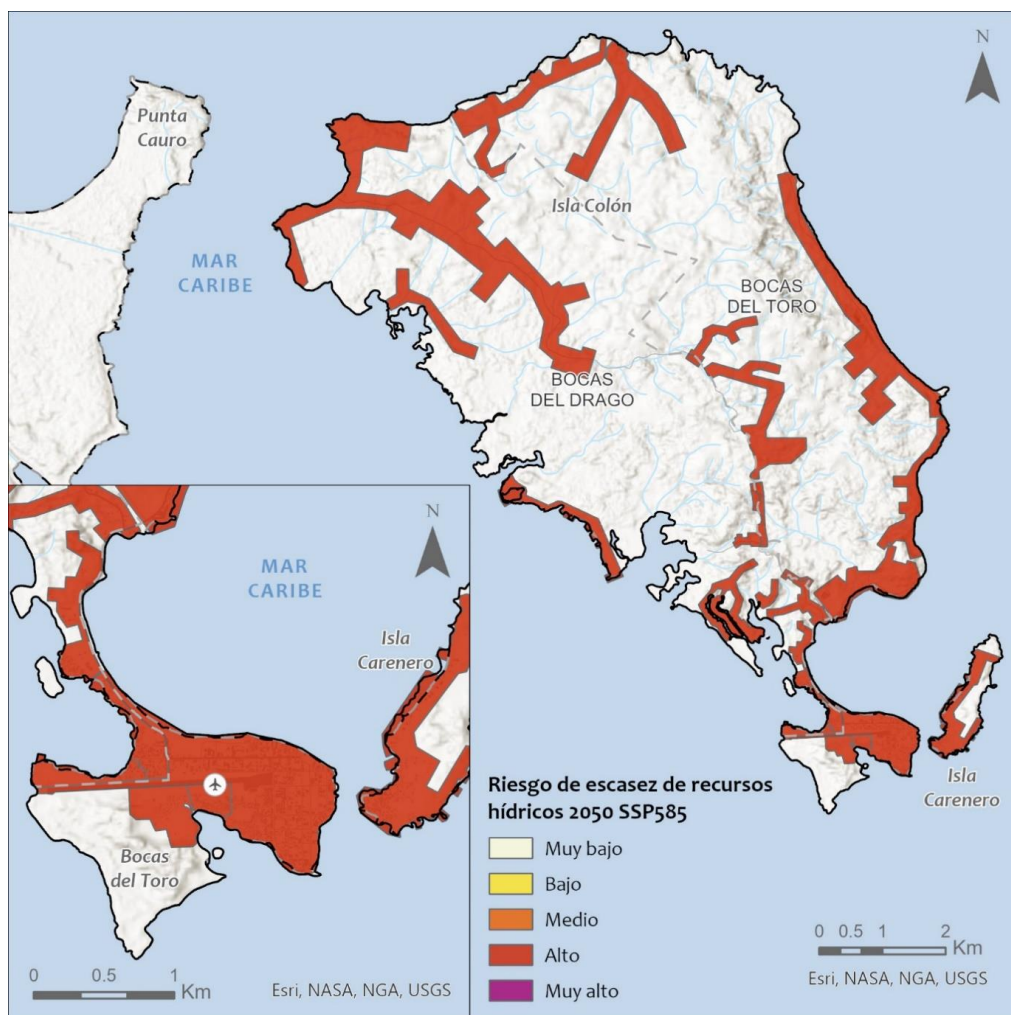 N
Punta
Cauro
MAR
CARIBE
Isla Colón
BOCAS
DEL TORO
BOCAS
DEL DRAGO
Isla
Carenero
N
MAR
CARIBE
Isla
Carenero
Bocas
del Toro
0 0.5 1
Km
Esri, NASA, NGA, USGS
Riesgo de escasez de recursos
hídricos 2050 SSP585
Muy bajo
Bajo
Medio
Alto
Muy alto
0 0.5 1 2
Km
Esri, NASA, NGA, USGS